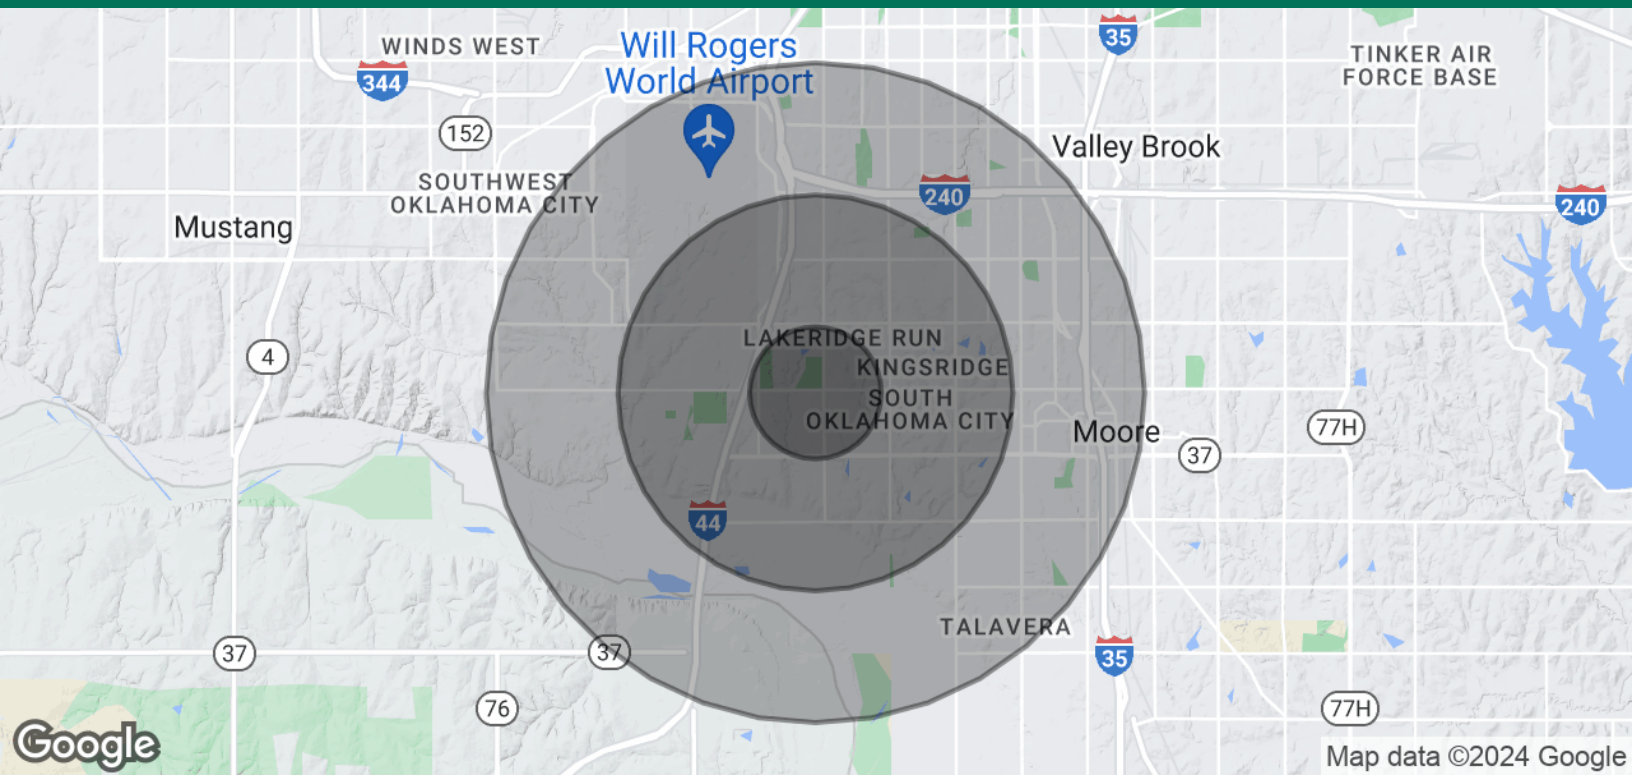 WINDS WEST
344
152
Will Rogers
World Airport
35
TINKER AIR
FORCE BASE
Valley Brook
SOUTHWEST
OKLAHOMA CITY
240
240
Mustang
4
LAKERIDGE RUN
KINGSRIDGE
SOUTH
OKLAHOMA CITY
Moore
77H
37
44
TALAVERA
37
37
35
76
77H
Google
Map data ©2024 Google